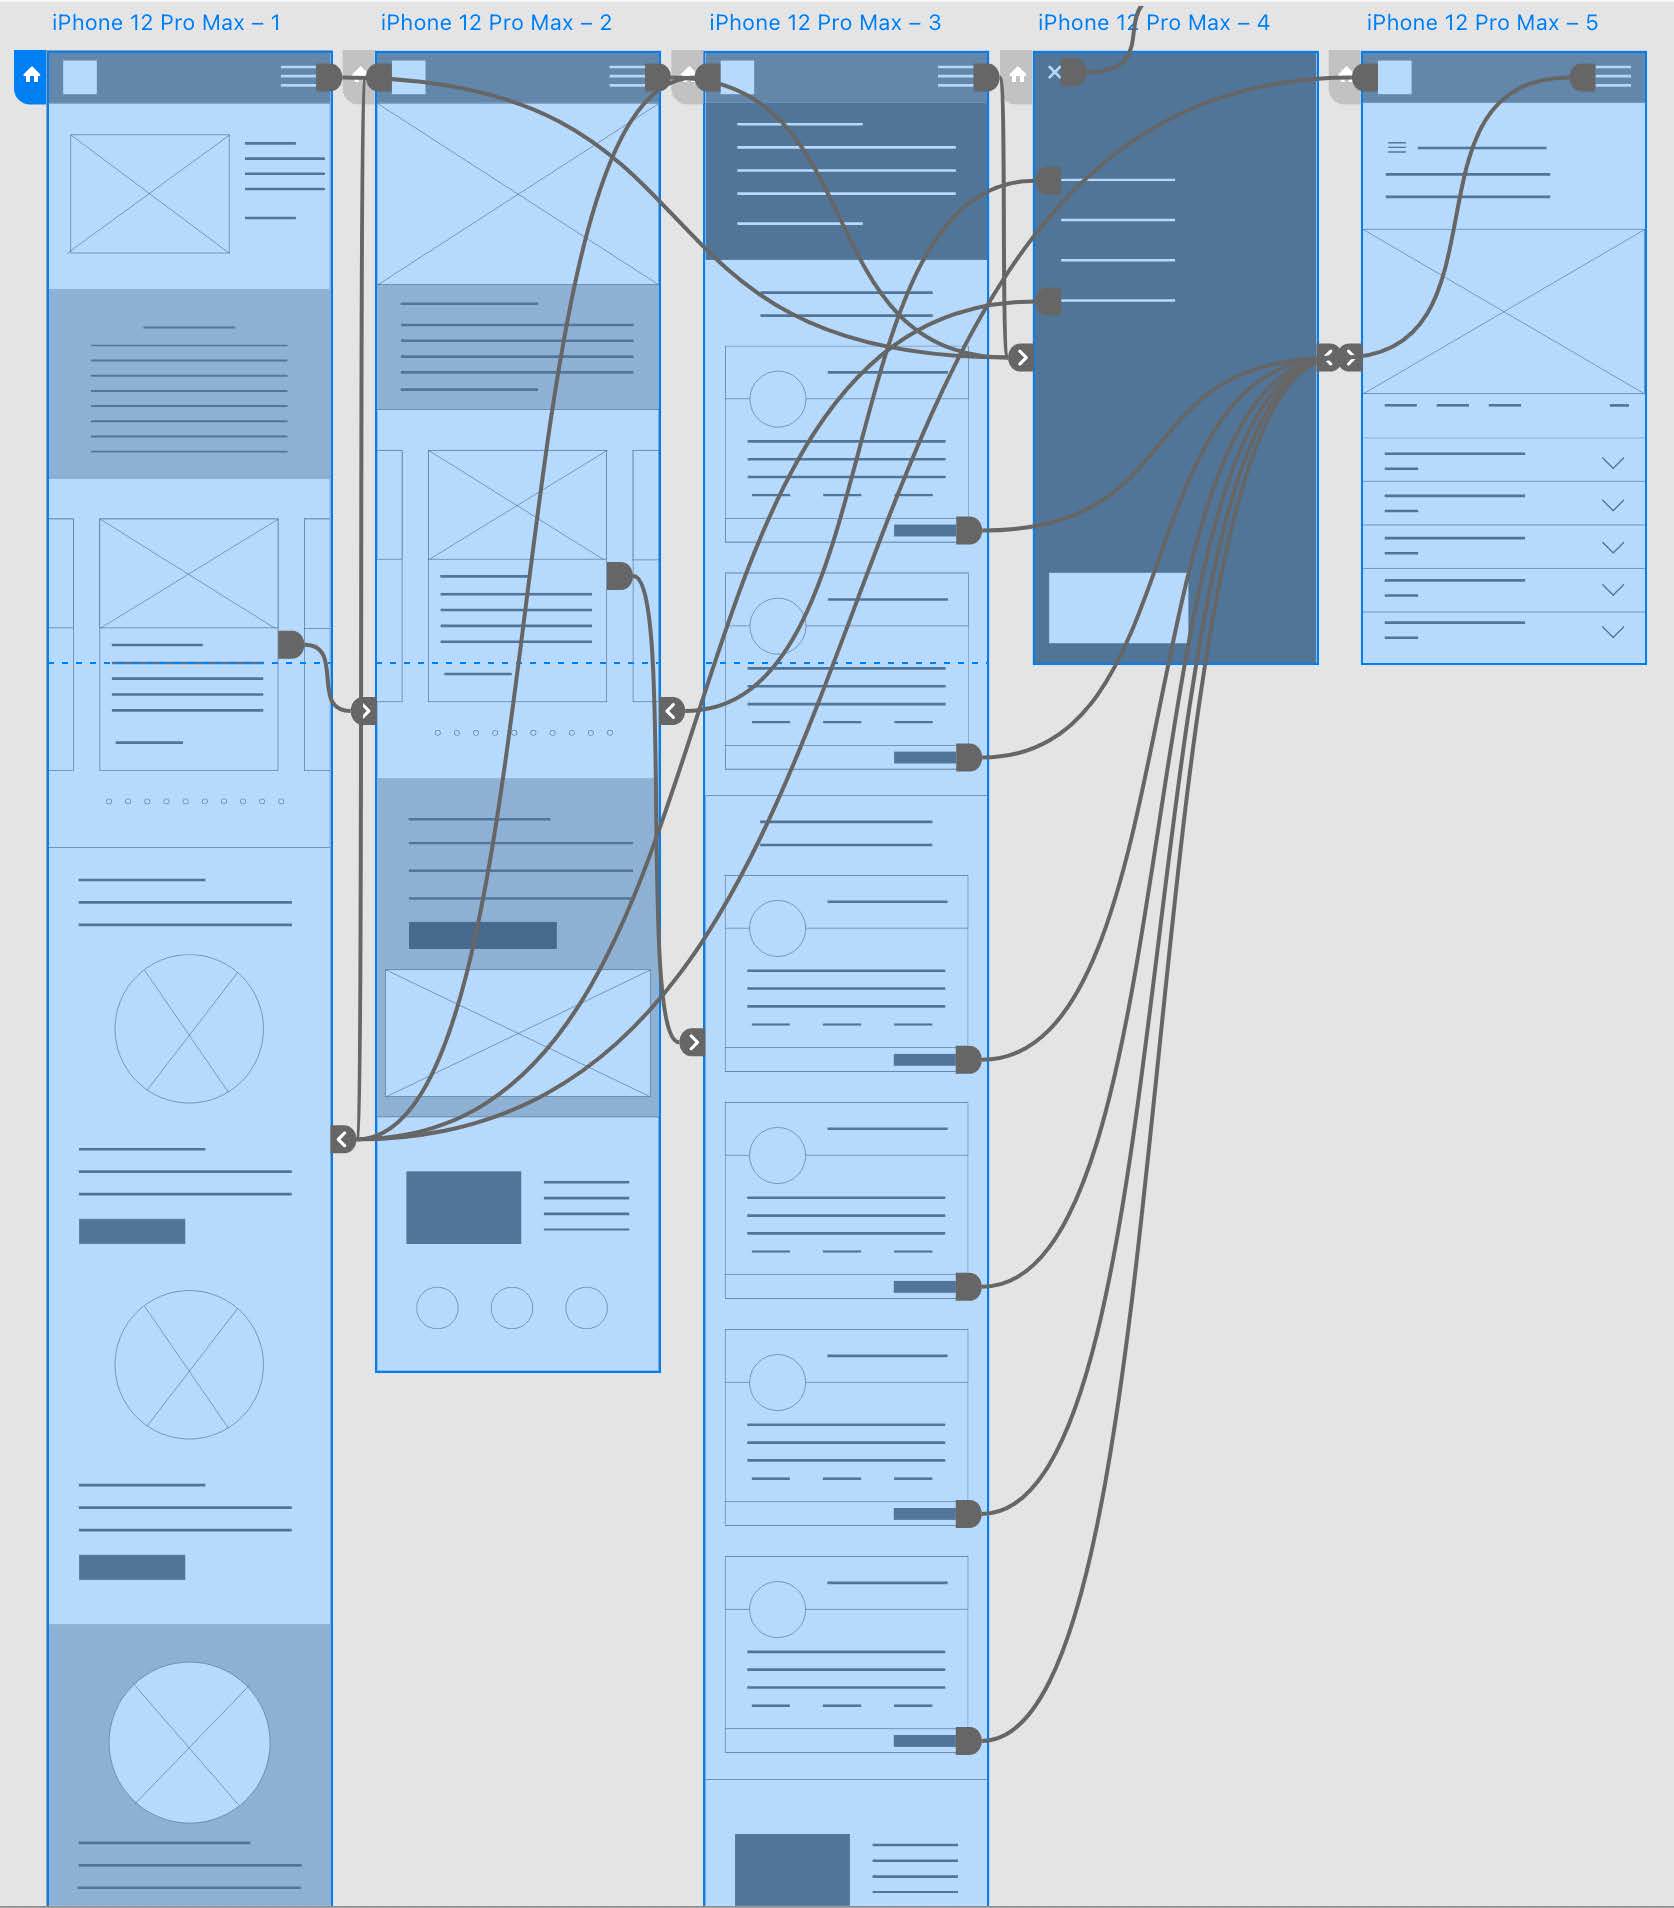 iPhone 12 Pro Max – 1
iPhone 12 Pro Max – 2
iPhone 12 Pro Max – 3
iPhone 12 Pro Max – 4
iPhone 12 Pro Max – 5